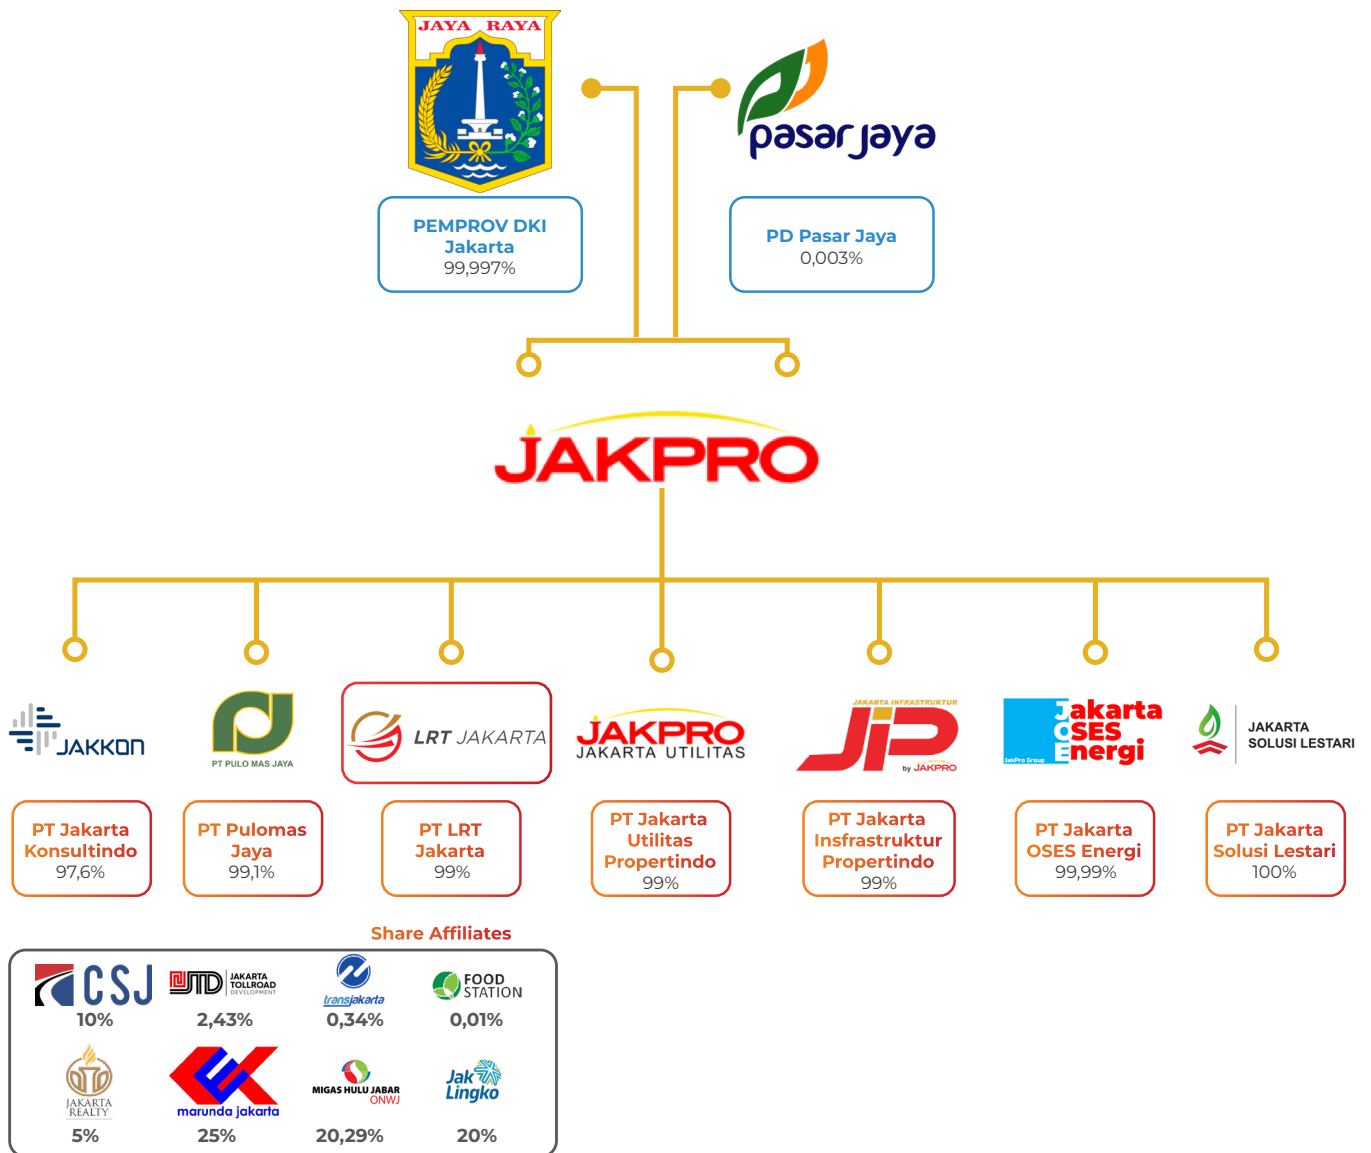 JAYA RAYA
pasarjaya
PEMPROV DKI
Jakarta
99,997%
PD Pasar Jaya
0,003%
JAKPRO
JAKKON
PT PULO MAS JAYA
LRT JAKARTA
JAKPRO
JAKARTA UTILITAS
JAKARTA INFRASTRUKTUR
JIP
by JAKPRO
Jakarta
OSES
Energi
JakPro Group
JAKARTA
SOLUSI LESTARI
PT Jakarta
Konsultindo
97,6%
PT Pulomas
Jaya
99,1%
PT LRT
Jakarta
99%
PT Jakarta
Utilitas
Propertindo
99%
PT Jakarta
Insfrastruktur
Propertindo
99%
PT Jakarta
OSES Energi
99,99%
PT Jakarta
Solusi Lestari
100%
Share Affiliates
CSJ
10%
JTD
JAKARTA
TOLLROAD
DEVELOPMENT
2,43%
transjakarta
0,34%
FOOD
STATION
0,01%
JAKARTA
REALTY
5%
KEK
marunda jakarta
25%
MIGAS HULU JABAR
ONWJ
20,29%
Jak
Lingko
20%